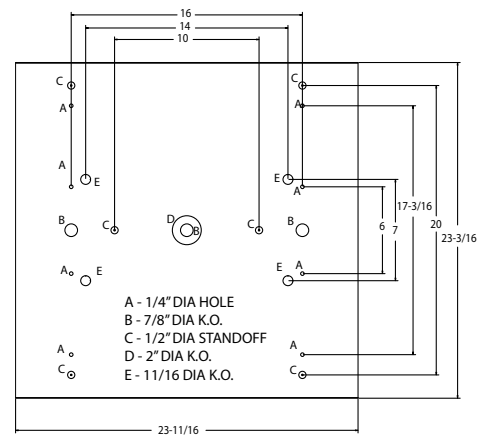 16
14
10
C
C
A
A
A
E
E
A
D
B
C
B
C
B
17-3/16
6
7
20
23-3/16
A
E
E
A
A - 1/4" DIA HOLE
B - 7/8" DIA K.O.
C - 1/2" DIA STANDOFF
D - 2" DIA K.O.
E - 11/16 DIA K.O.
A
A
C
C
23-11/16